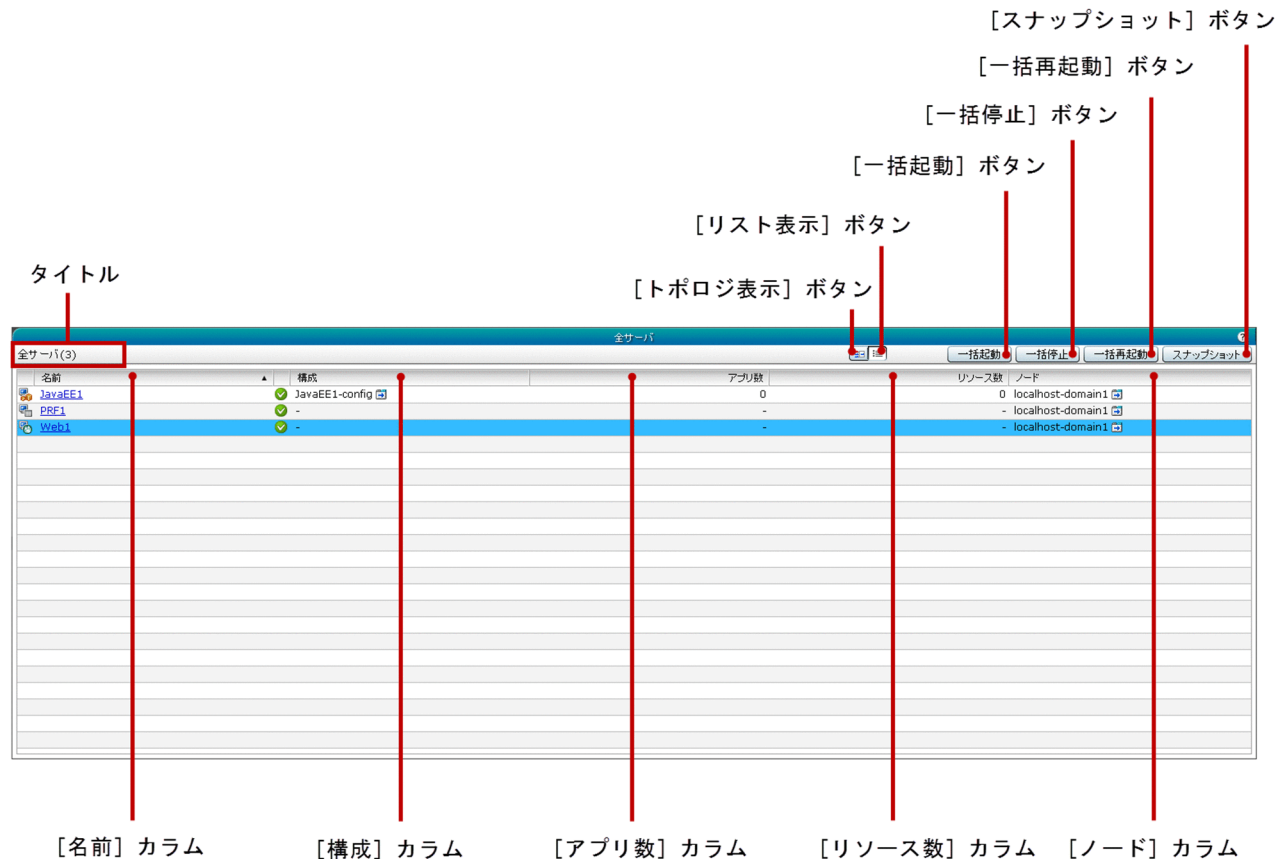 ［スナップショット］ボタン
［一括再起動］ボタン
［一括停止］ボタン
［一括起動］ボタン
［リスト表示］ボタン
タイトル
［トポロジ表示］ボタン
全サーバ
?
全サーバ(3)
一括起動 一括停止 一括再起動 スナップショット
名前 ▲ 構成 アプリ数 リソース数 ノード
JavaEE1 JavaEE1-config 0 0 localhost-domain1
PRF1 - - - localhost-domain1
Web1 - - - localhost-domain1
［名前］カラム ［構成］カラム ［アプリ数］カラム ［リソース数］カラム ［ノード］カラム